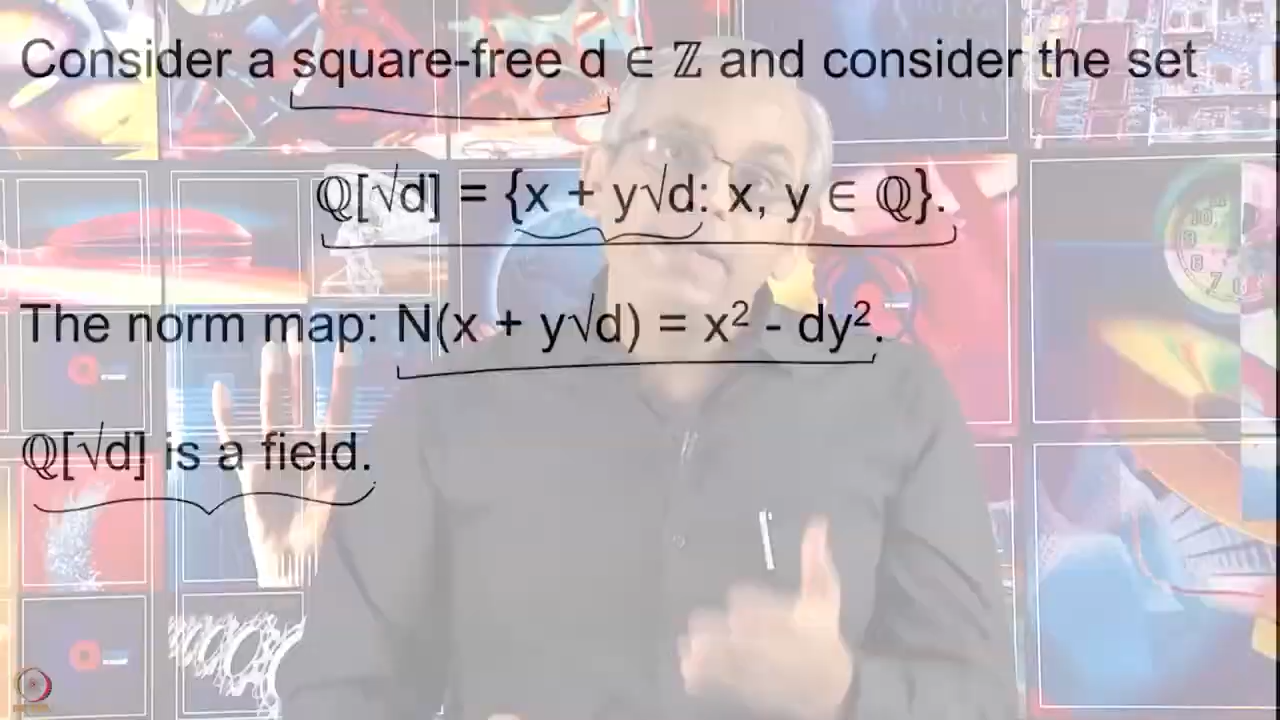 Consider a square-free d ∈ ℤ and consider the set
ℚ[√d] = {x + y√d: x, y ∈ ℚ}.
The norm map: N(x + y√d) = x² - dy².
ℚ[√d] is a field.